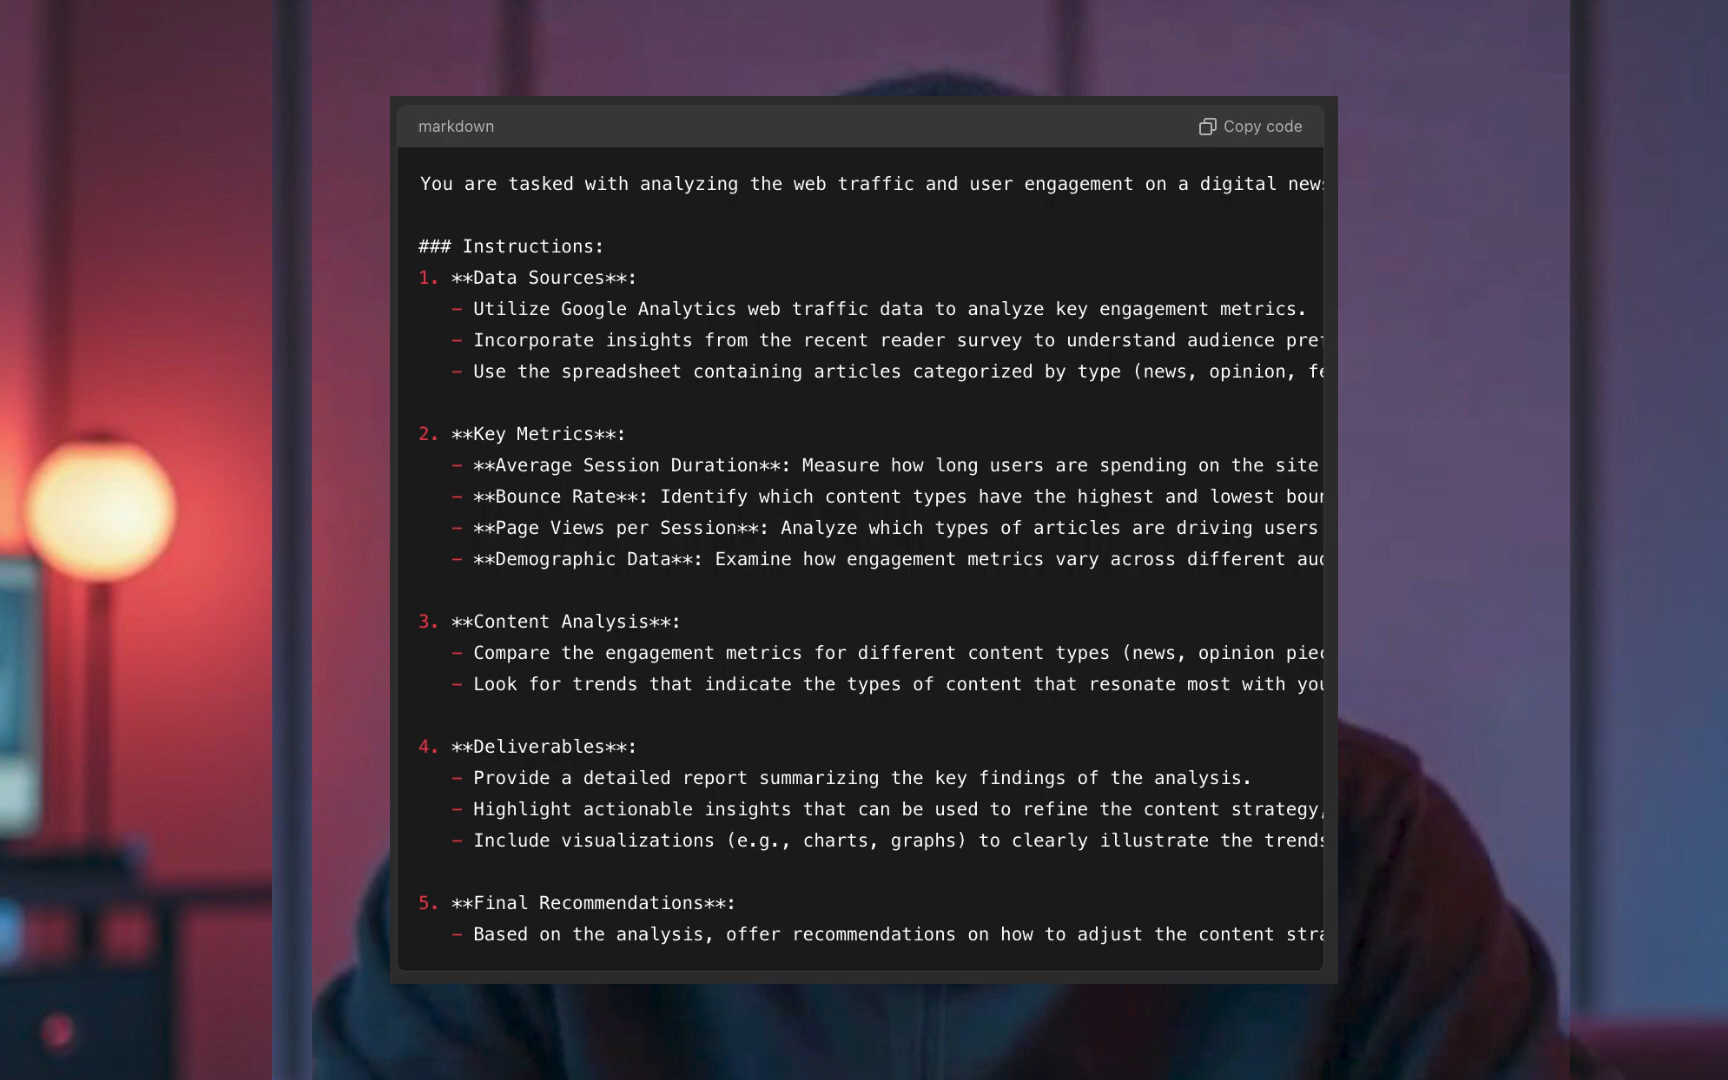 markdown
Copy code
You are tasked with analyzing the web traffic and user engagement on a digital news
### Instructions:
1. **Data Sources**:
– Utilize Google Analytics web traffic data to analyze key engagement metrics.
– Incorporate insights from the recent reader survey to understand audience pref
– Use the spreadsheet containing articles categorized by type (news, opinion, fe
2. **Key Metrics**:
– **Average Session Duration**: Measure how long users are spending on the site
– **Bounce Rate**: Identify which content types have the highest and lowest boun
– **Page Views per Session**: Analyze which types of articles are driving users
– **Demographic Data**: Examine how engagement metrics vary across different aud
3. **Content Analysis**:
– Compare the engagement metrics for different content types (news, opinion piec
– Look for trends that indicate the types of content that resonate most with you
4. **Deliverables**:
– Provide a detailed report summarizing the key findings of the analysis.
– Highlight actionable insights that can be used to refine the content strategy,
– Include visualizations (e.g., charts, graphs) to clearly illustrate the trends
5. **Final Recommendations**:
– Based on the analysis, offer recommendations on how to adjust the content stra